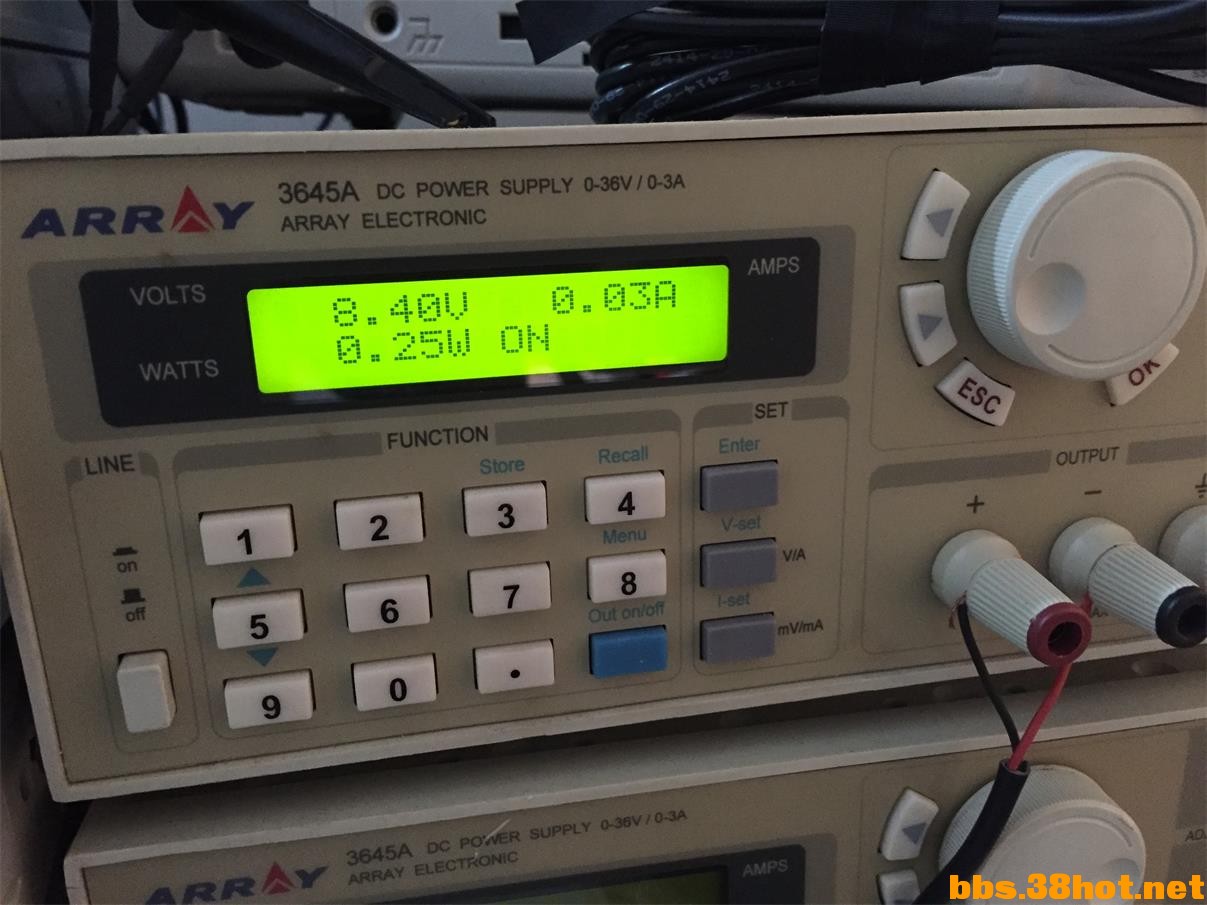 ARRAY
3645A DC POWER SUPPLY 0-36V / 0-3A
ARRAY ELECTRONIC
VOLTS
AMPS
8.40V 0.03A
0.25W ON
WATTS
ESC
OK
LINE
FUNCTION
SET
OUTPUT
Store
Recall
Enter
+
−
1
2
3
4
on
Menu
V-set
V/A
off
5
6
7
8
Out on/off
I-set
mV/mA
9
0
.
ARRAY
3645A DC POWER SUPPLY 0-36V / 0-3A
ARRAY ELECTRONIC
AMPS
bbs.38hot.net